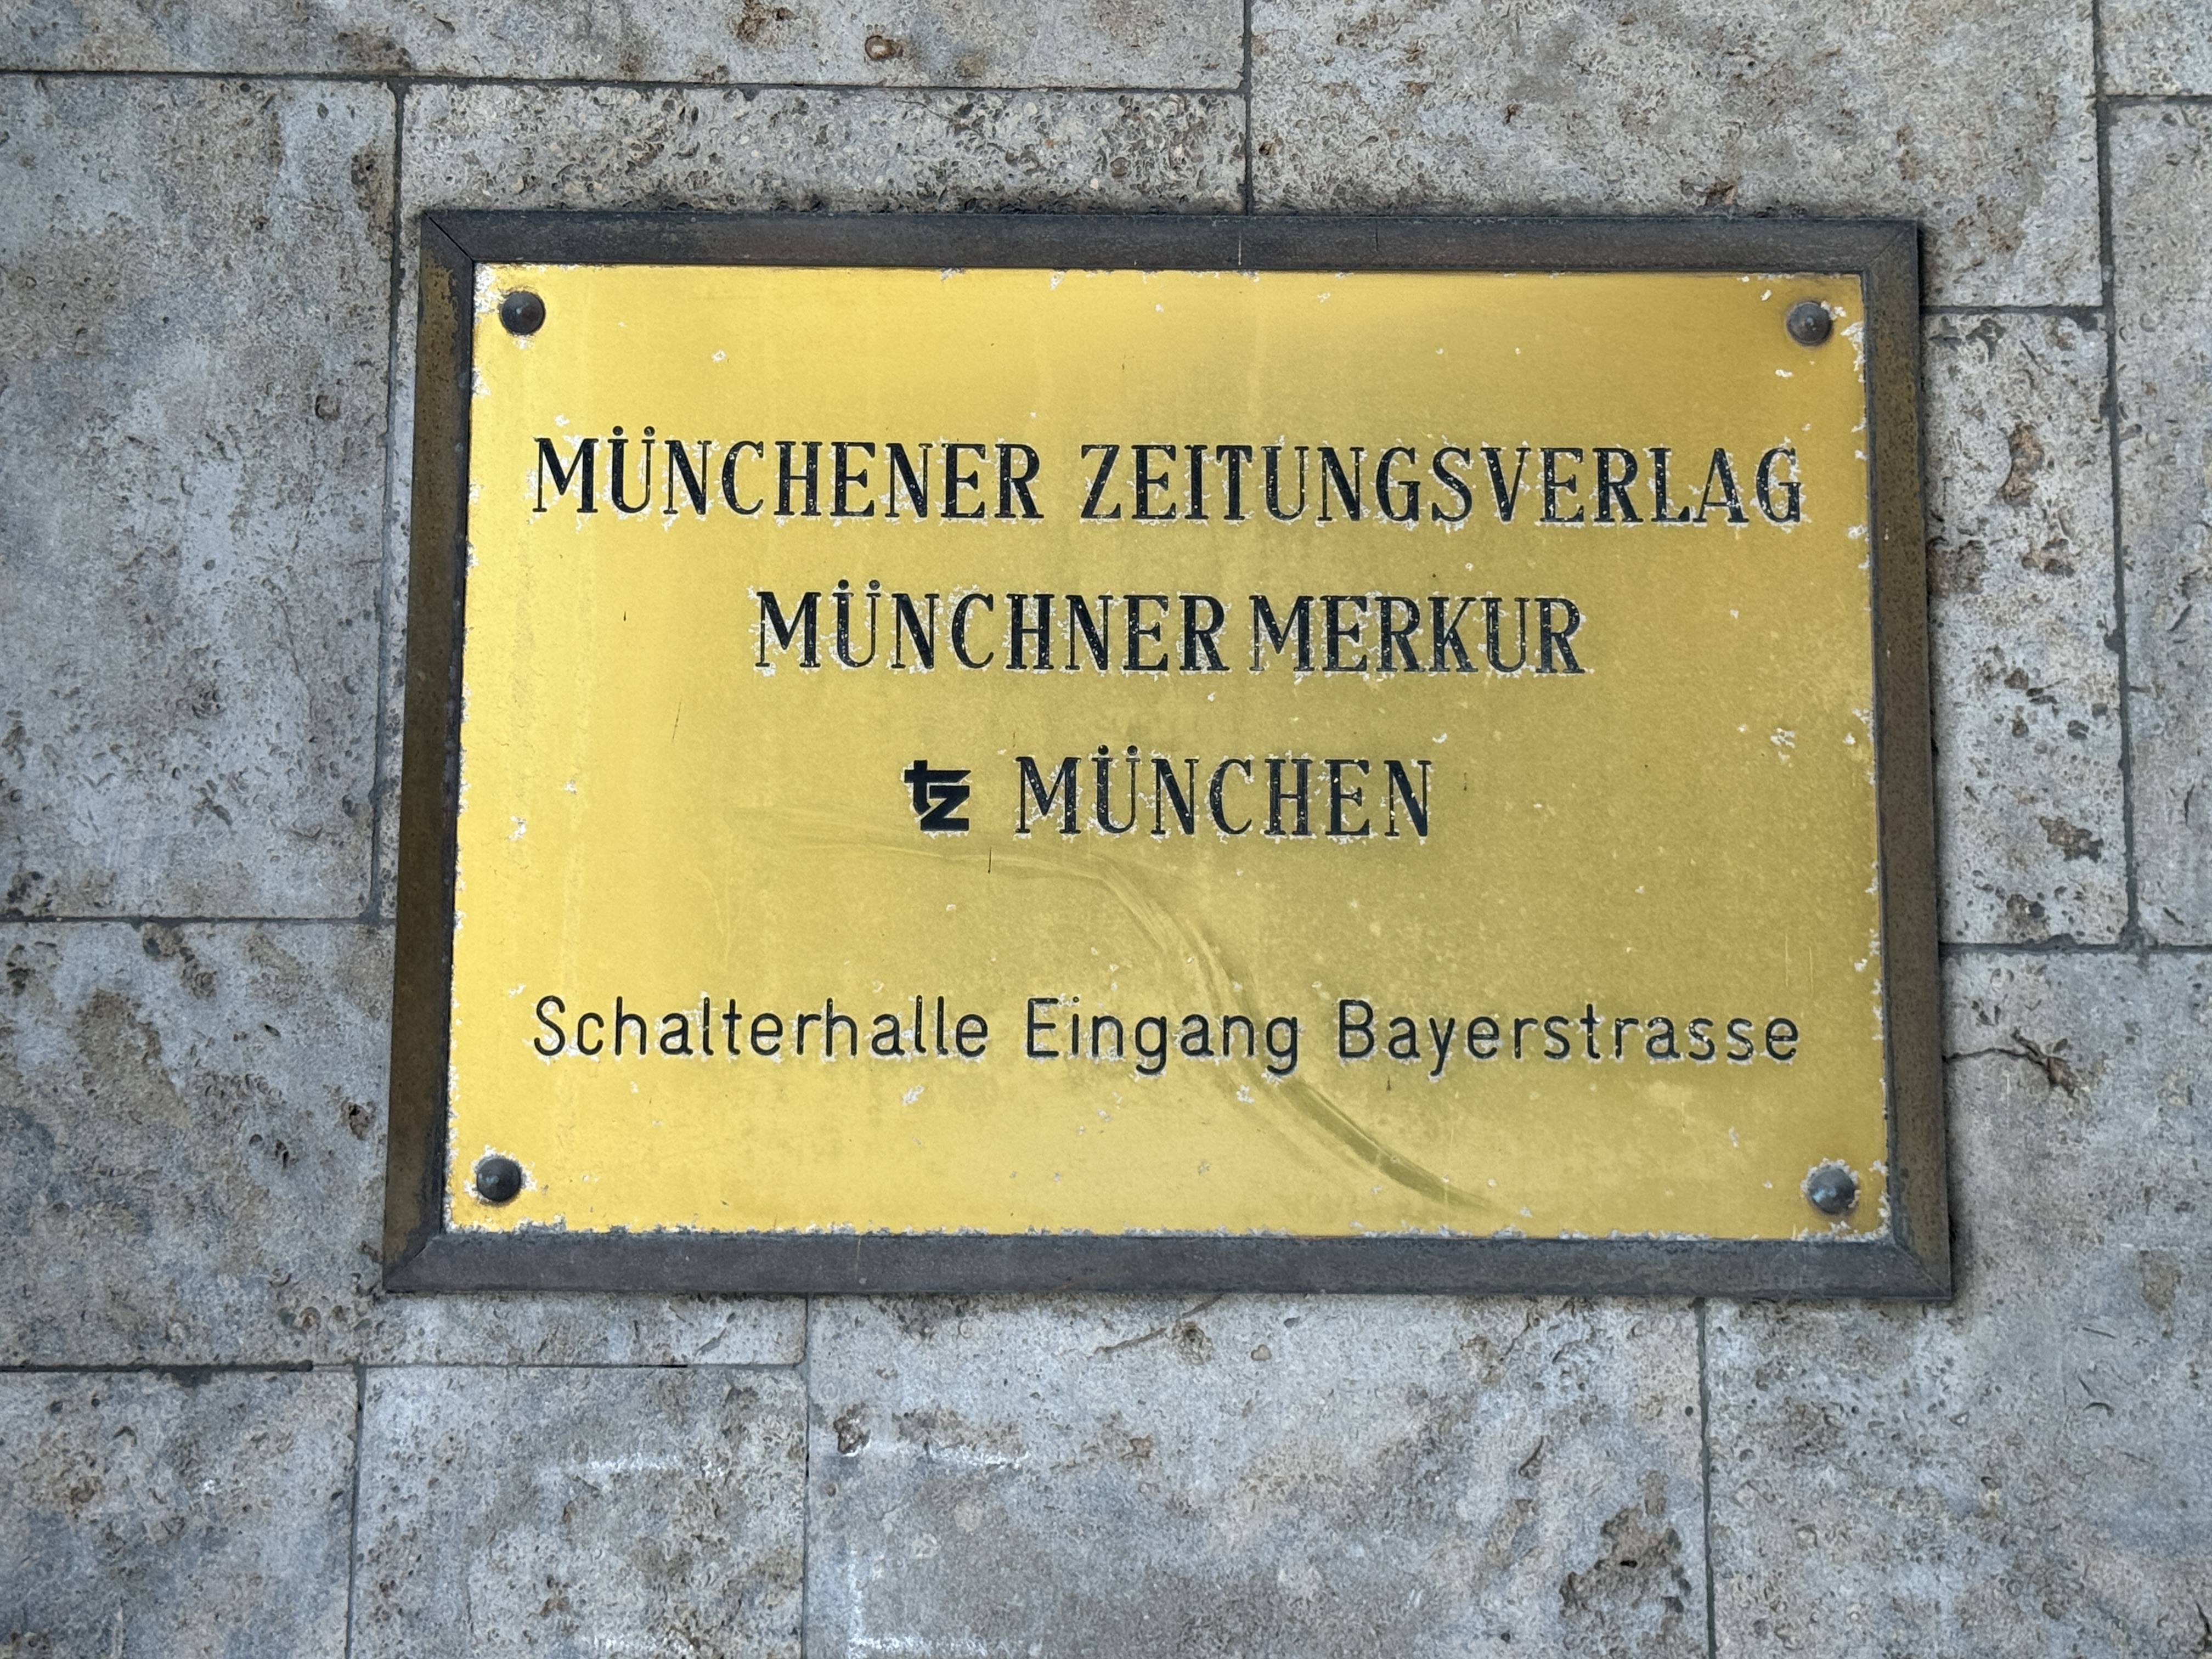 MÜNCHENER ZEITUNGSVERLAG
MÜNCHNER MERKUR
tz MÜNCHEN
Schalterhalle Eingang Bayerstrasse